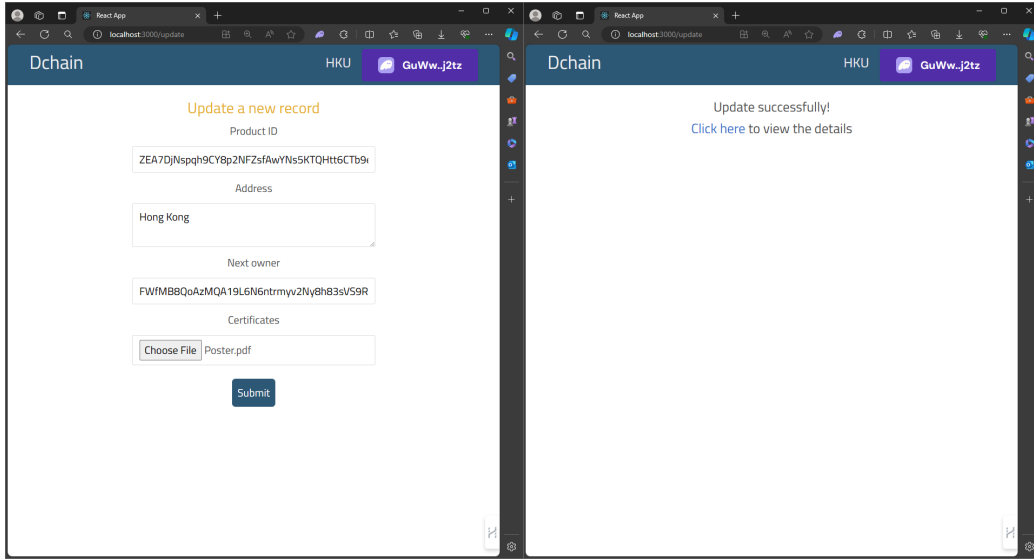 React App
localhost:3000/update
Dchain
HKU
GuWw..j2tz
Update a new record
Product ID
ZEA7DjNspqh9CY8p2NFZsfAwYNs5KTQHtt6CTb9
Address
Hong Kong
Next owner
FWfMB8QoAzMQA19L6N6ntrmyv2Ny8h83sVS9R
Certificates
Choose File Poster.pdf
Submit
React App
localhost:3000/update
Dchain
HKU
GuWw..j2tz
Update successfully!
Click here to view the details